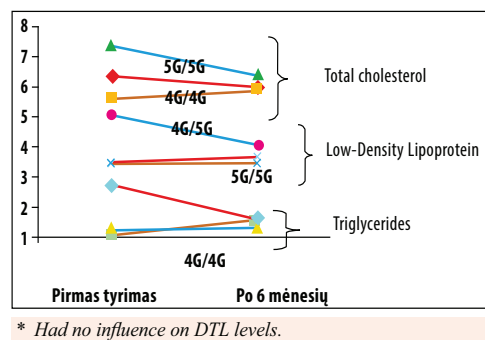 8
7
6
5
4
3
2
1
5G/5G
4G/4G
4G/5G
5G/5G
4G/4G
Total cholesterol
Low-Density Lipoprotein
Triglycerides
Pirmas tyrimas Po 6 mėnesių
* Had no influence on DTL levels.